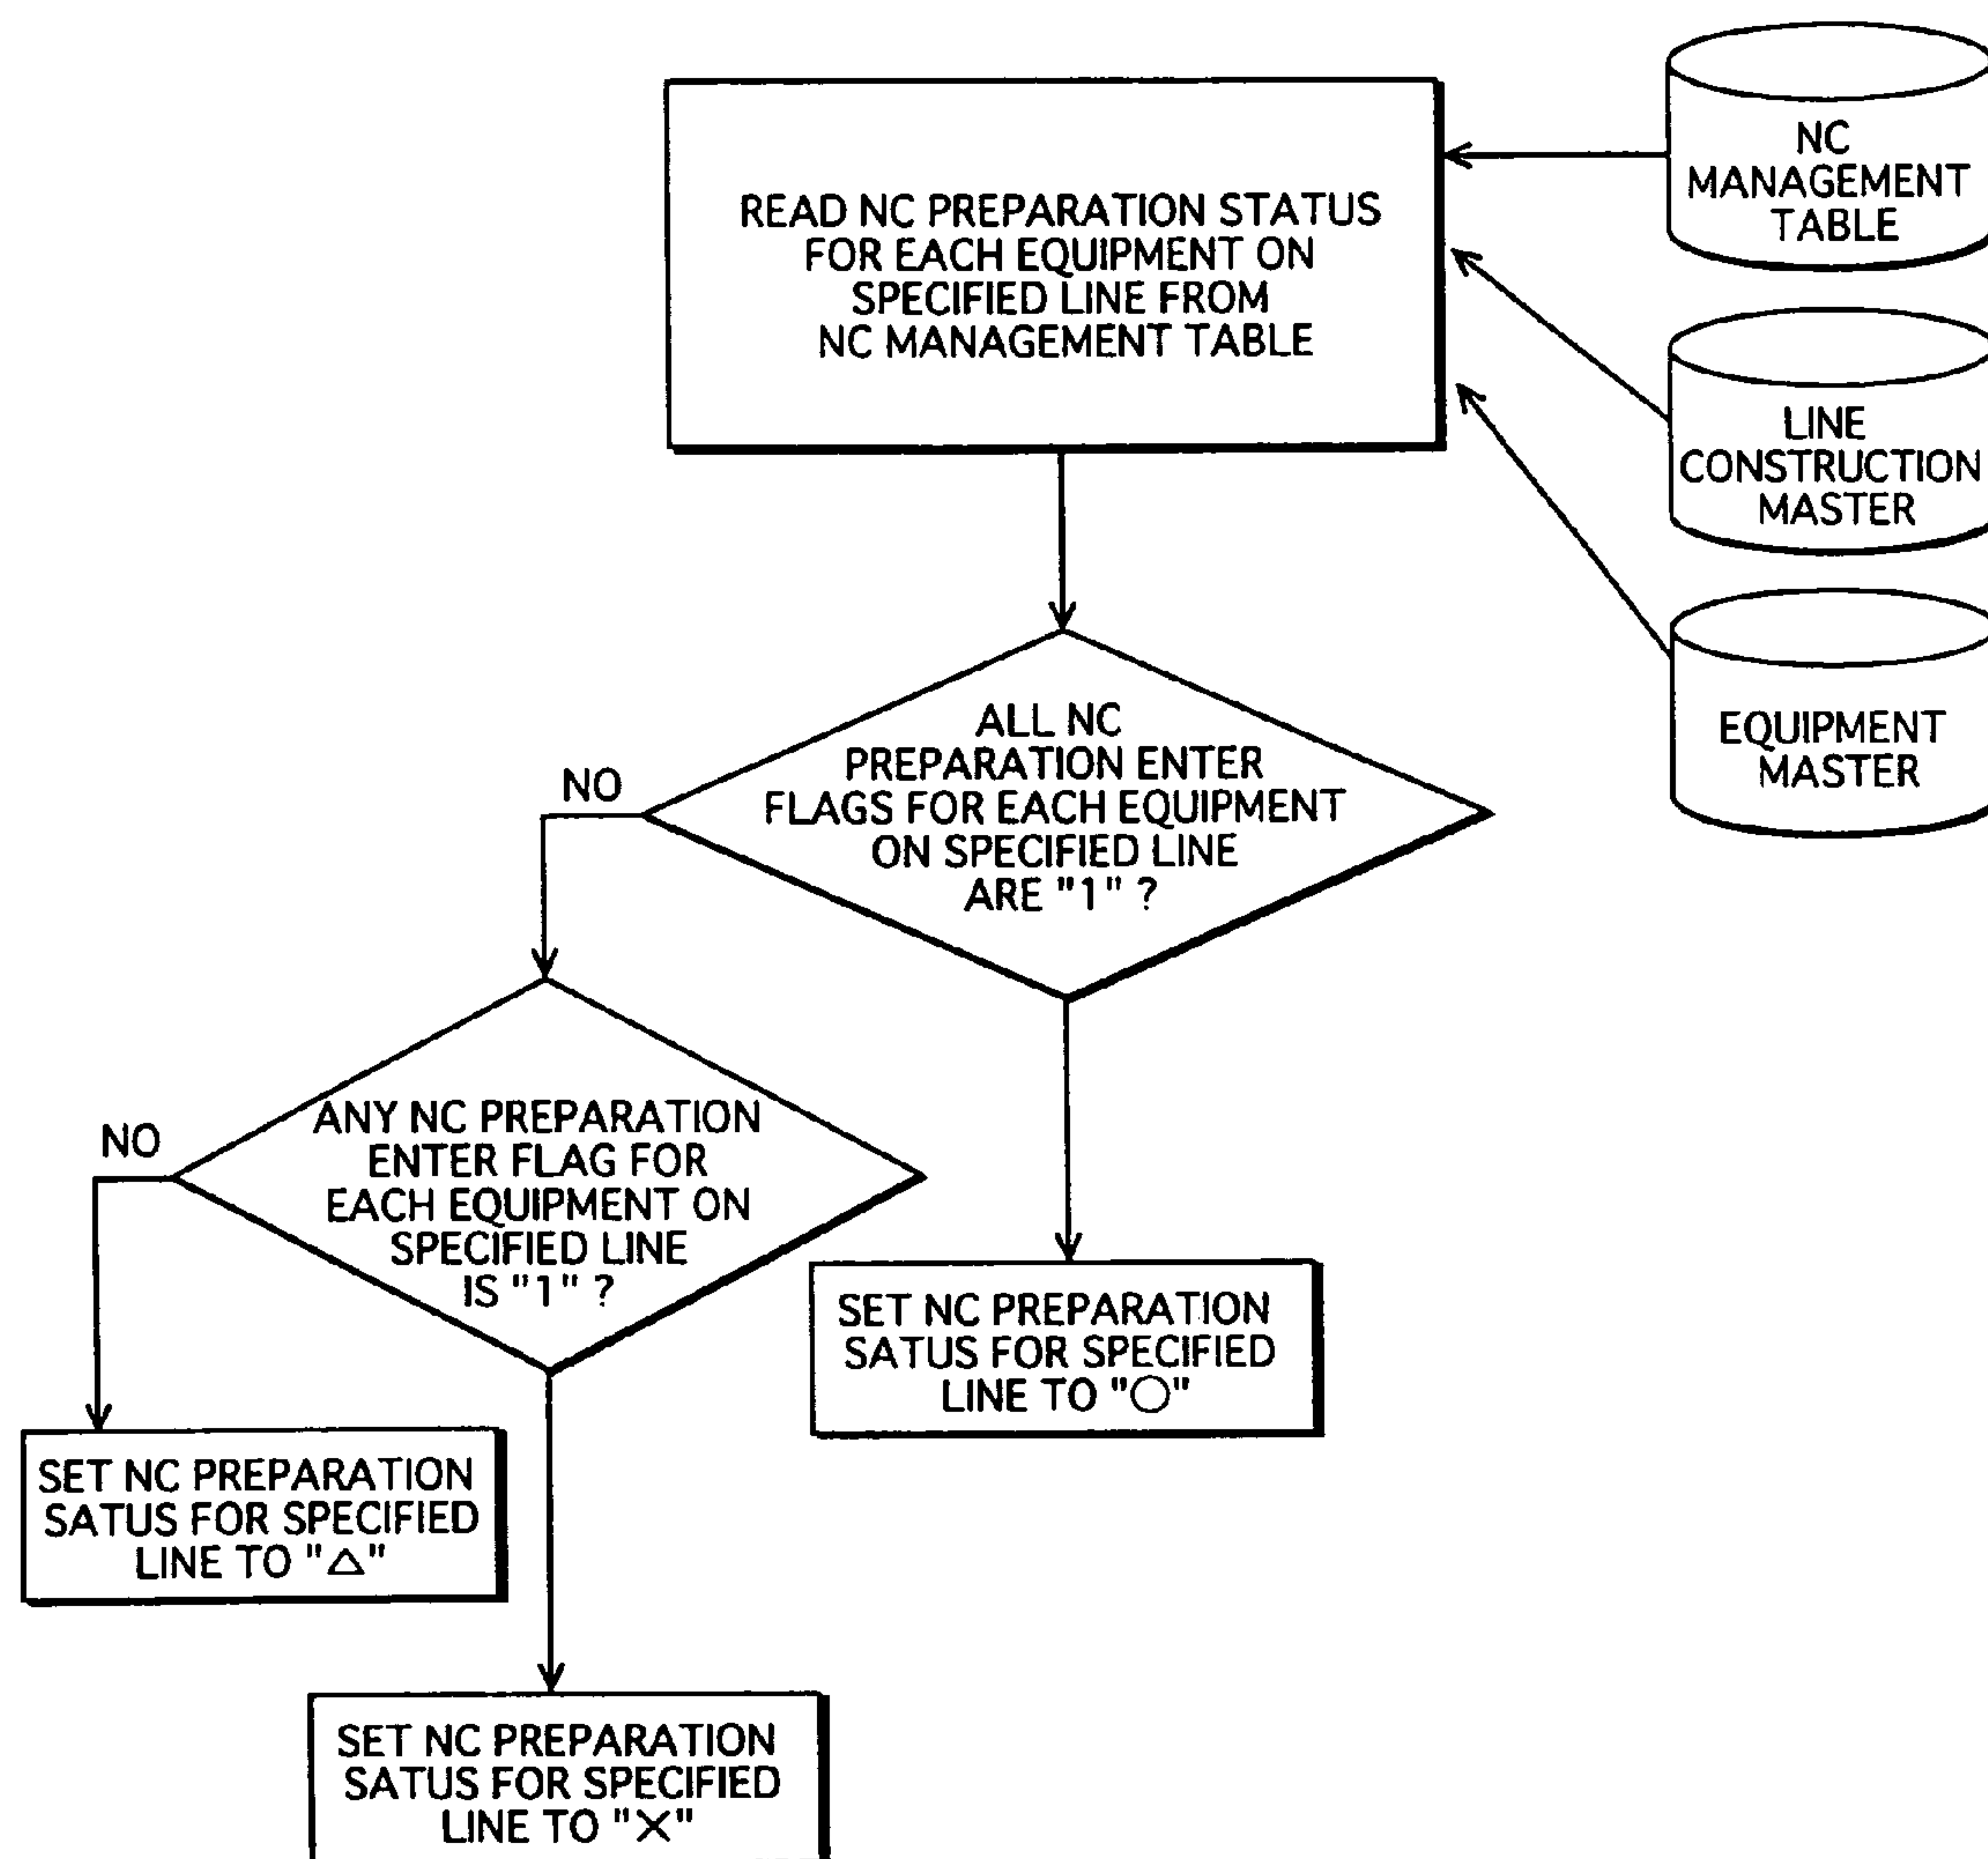 READ NC PREPARATION STATUS
FOR EACH EQUIPMENT ON
SPECIFIED LINE FROM
NC MANAGEMENT TABLE
NC
MANAGEMENT
TABLE
LINE
CONSTRUCTION
MASTER
EQUIPMENT
MASTER
ALL NC
PREPARATION ENTER
FLAGS FOR EACH EQUIPMENT
ON SPECIFIED LINE
ARE "1" ?
NO
ANY NC PREPARATION
ENTER FLAG FOR
EACH EQUIPMENT ON
SPECIFIED LINE
IS "1" ?
NO
SET NC PREPARATION
SATUS FOR SPECIFIED
LINE TO "○"
SET NC PREPARATION
SATUS FOR SPECIFIED
LINE TO "△"
SET NC PREPARATION
SATUS FOR SPECIFIED
LINE TO "×"